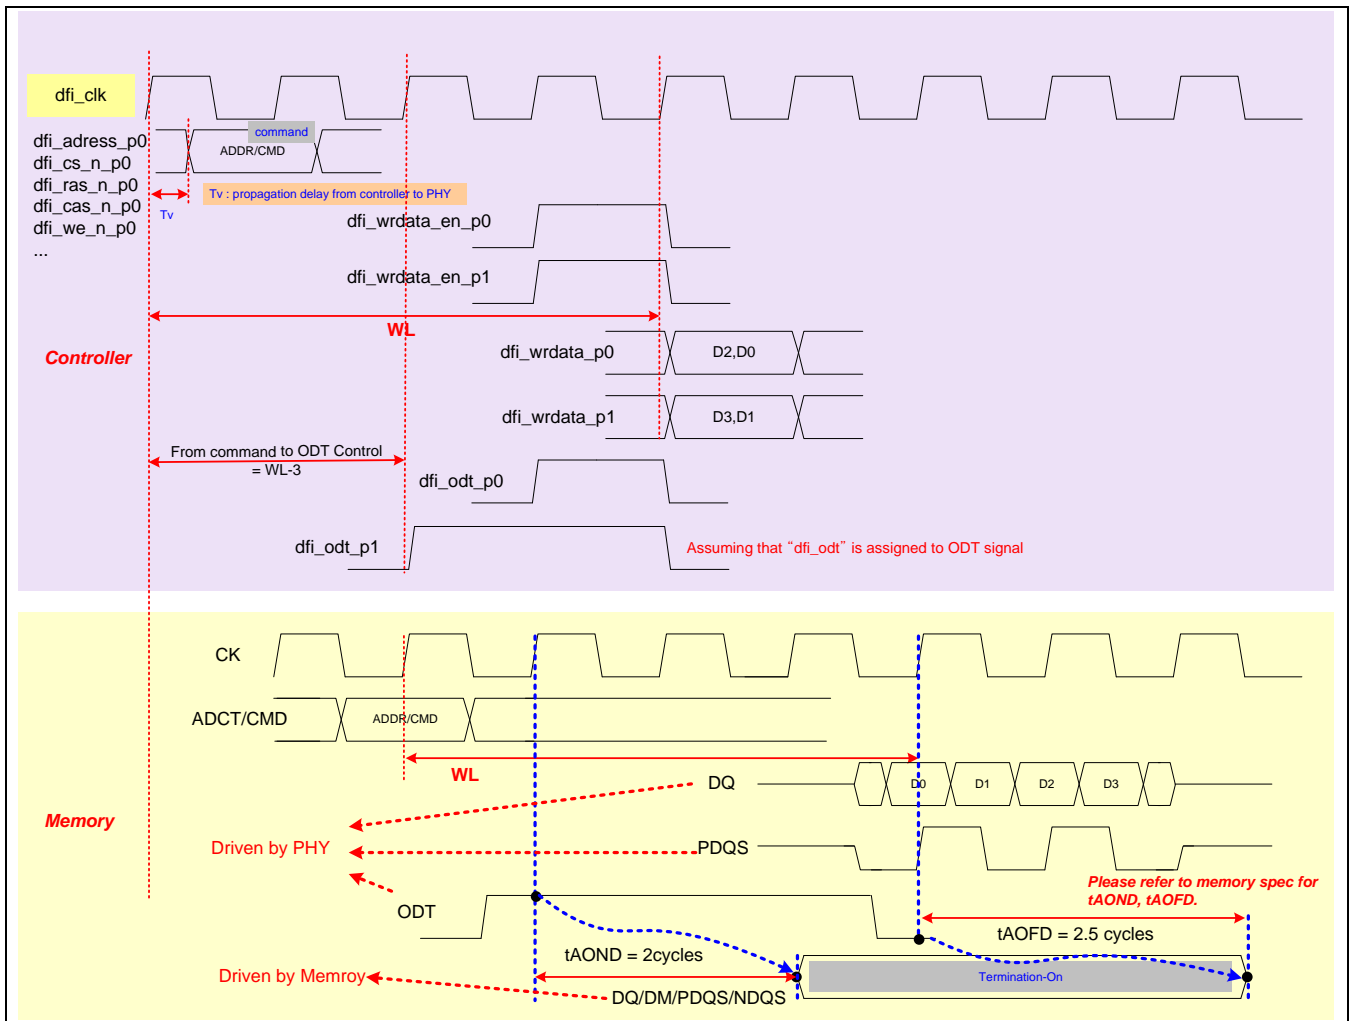 dfi_clk
dfi_adress_p0
dfi_cs_n_p0
dfi_ras_n_p0
dfi_cas_n_p0
dfi_we_n_p0
...
command
ADDR/CMD
Tv
Tv : propagation delay from controller to PHY
dfi_wrdata_en_p0
dfi_wrdata_en_p1
WL
Controller
dfi_wrdata_p0
D2,D0
dfi_wrdata_p1
D3,D1
From command to ODT Control
= WL-3
dfi_odt_p0
dfi_odt_p1
Assuming that “dfi_odt” is assigned to ODT signal
CK
ADCT/CMD
ADDR/CMD
WL
DQ
D0
D1
D2
D3
Memory
Driven by PHY
PDQS
Please refer to memory spec for
tAOND, tAOFD.
ODT
tAOND = 2cycles
tAOFD = 2.5 cycles
Driven by Memroy
Termination-On
DQ/DM/PDQS/NDQS